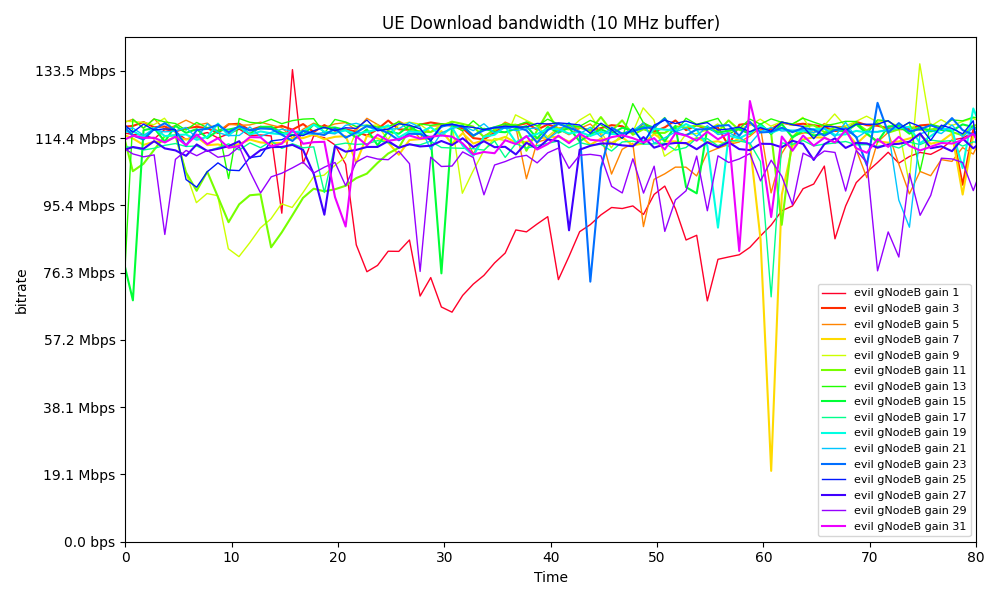 UE Download bandwidth (10 MHz buffer)
133.5 Mbps
114.4 Mbps
95.4 Mbps
76.3 Mbps
57.2 Mbps
38.1 Mbps
19.1 Mbps
0.0 bps
bitrate
0 10 20 30 40 50 60 70 80
Time
evil gNodeB gain 1
evil gNodeB gain 3
evil gNodeB gain 5
evil gNodeB gain 7
evil gNodeB gain 9
evil gNodeB gain 11
evil gNodeB gain 13
evil gNodeB gain 15
evil gNodeB gain 17
evil gNodeB gain 19
evil gNodeB gain 21
evil gNodeB gain 23
evil gNodeB gain 25
evil gNodeB gain 27
evil gNodeB gain 29
evil gNodeB gain 31